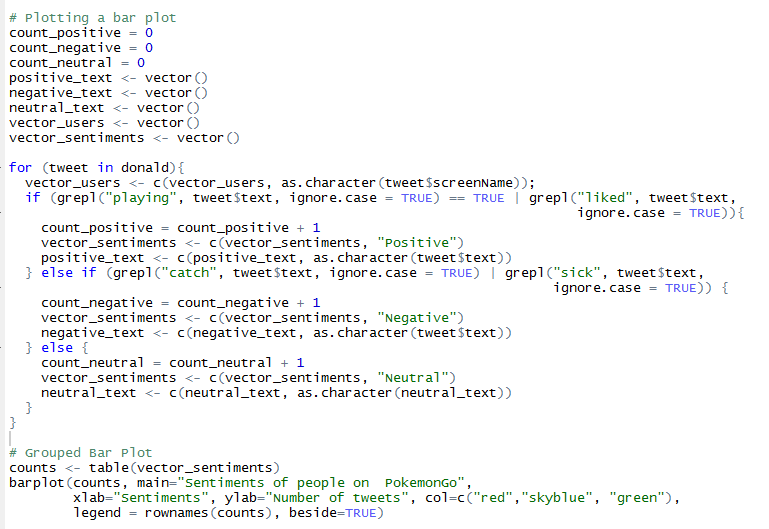 # Plotting a bar plot
count_positive = 0
count_negative = 0
count_neutral = 0
positive_text <- vector()
negative_text <- vector()
neutral_text <- vector()
vector_users <- vector()
vector_sentiments <- vector()

for (tweet in donald){
  vector_users <- c(vector_users, as.character(tweet$screenName));
  if (grepl("playing", tweet$text, ignore.case = TRUE) == TRUE | grepl("liked", tweet$text,
                                                                       ignore.case = TRUE)){
    count_positive = count_positive + 1
    vector_sentiments <- c(vector_sentiments, "Positive")
    positive_text <- c(positive_text, as.character(tweet$text))
  } else if (grepl("catch", tweet$text, ignore.case = TRUE) | grepl("sick", tweet$text,
                                                                    ignore.case = TRUE)) {
    count_negative = count_negative + 1
    vector_sentiments <- c(vector_sentiments, "Negative")
    negative_text <- c(negative_text, as.character(tweet$text))
  } else {
    count_neutral = count_neutral + 1
    vector_sentiments <- c(vector_sentiments, "Neutral")
    neutral_text <- c(neutral_text, as.character(neutral_text))
  }
}

# Grouped Bar Plot
counts <- table(vector_sentiments)
barplot(counts, main="Sentiments of people on  PokemonGo",
        xlab="Sentiments", ylab="Number of tweets", col=c("red","skyblue", "green"),
        legend = rownames(counts), beside=TRUE)